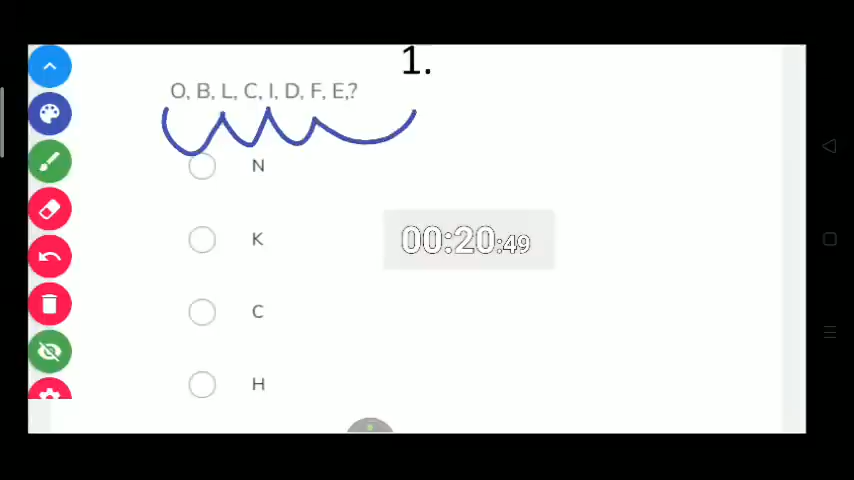 1.
O, B, L, C, I, D, F, E,?
N
K
00:20:49
C
H